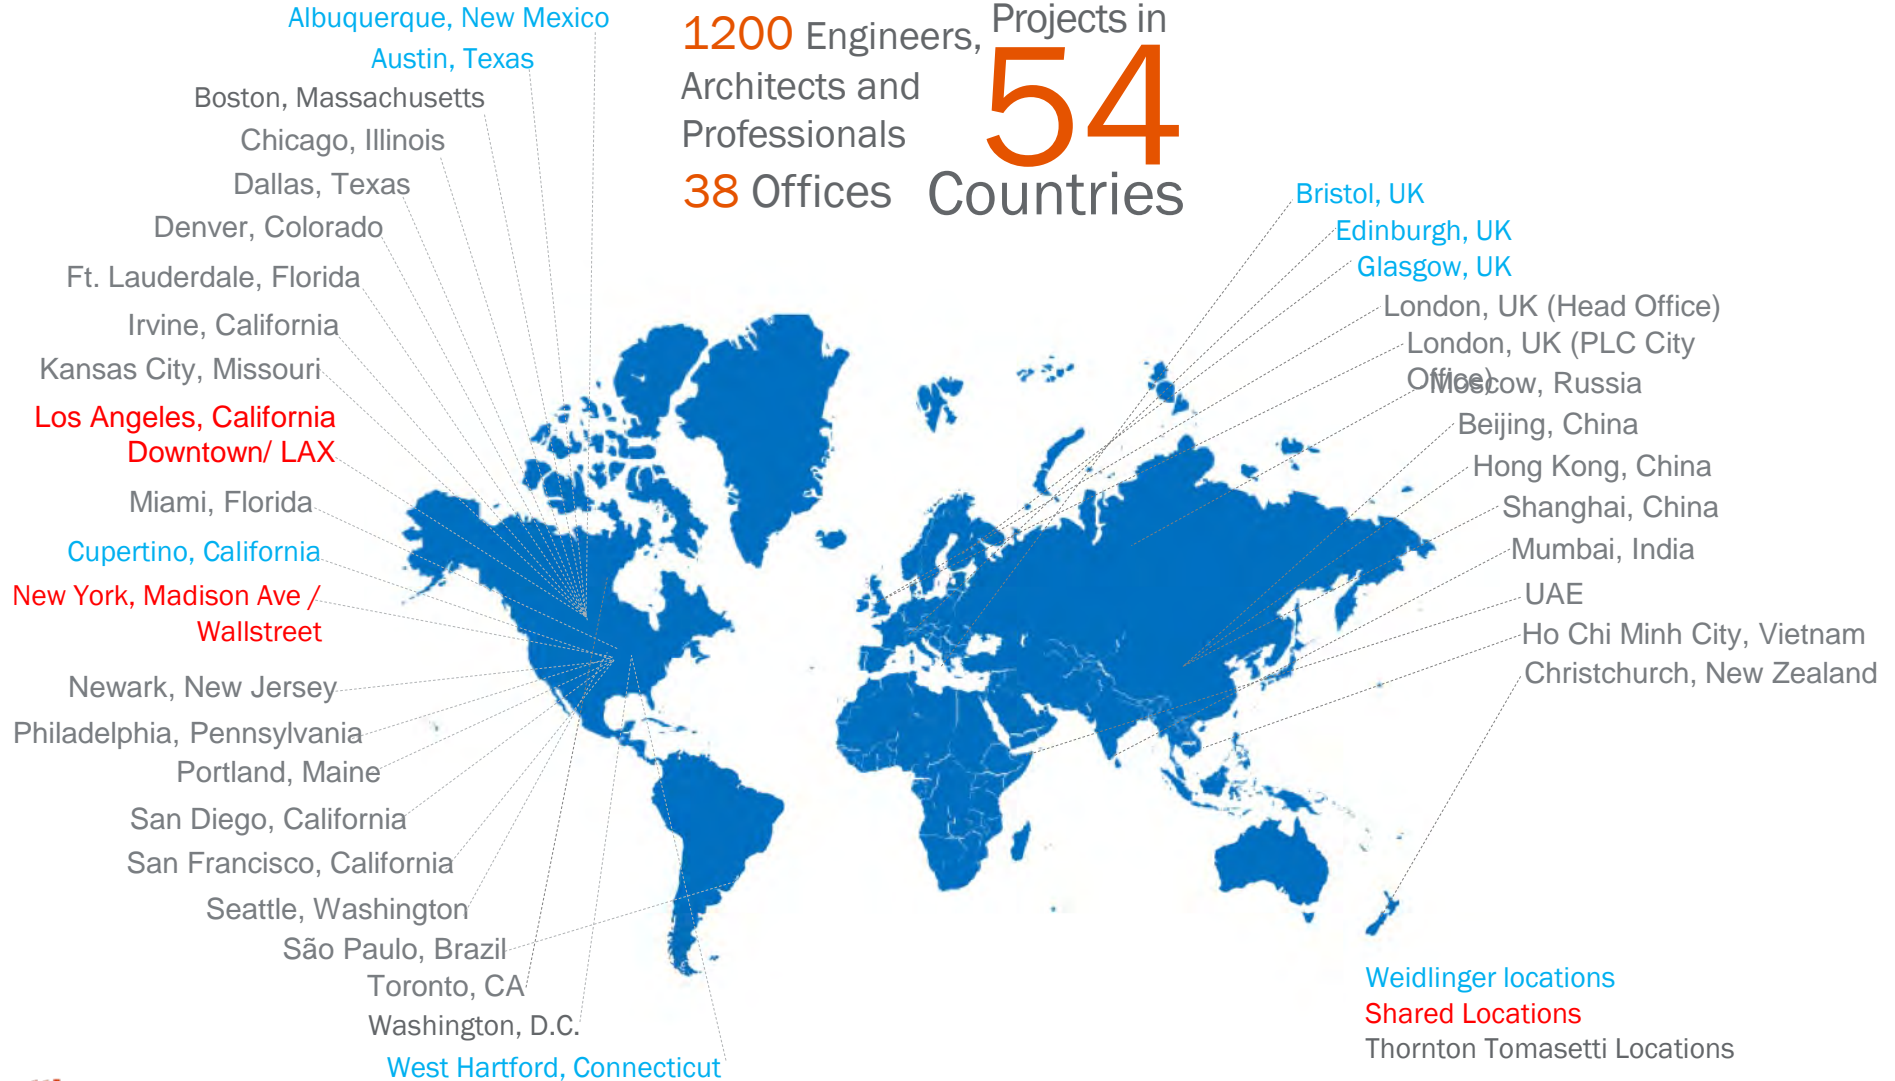 Albuquerque, New Mexico
Austin, Texas
Boston, Massachusetts
Chicago, Illinois
Dallas, Texas
Denver, Colorado
Ft. Lauderdale, Florida
Irvine, California
Kansas City, Missouri
Los Angeles, California
Downtown/ LAX
Miami, Florida
Cupertino, California
New York, Madison Ave /
Wallstreet
Newark, New Jersey
Philadelphia, Pennsylvania
Portland, Maine
San Diego, California
San Francisco, California
Seattle, Washington
São Paulo, Brazil
Toronto, CA
Washington, D.C.
West Hartford, Connecticut
1200 Engineers,
Architects and
Professionals
38 Offices
Projects in
54
Countries
Bristol, UK
Edinburgh, UK
Glasgow, UK
London, UK (Head Office)
London, UK (PLC City
Office)
Moscow, Russia
Beijing, China
Hong Kong, China
Shanghai, China
Mumbai, India
UAE
Ho Chi Minh City, Vietnam
Christchurch, New Zealand
Weidlinger locations
Shared Locations
Thornton Tomasetti Locations